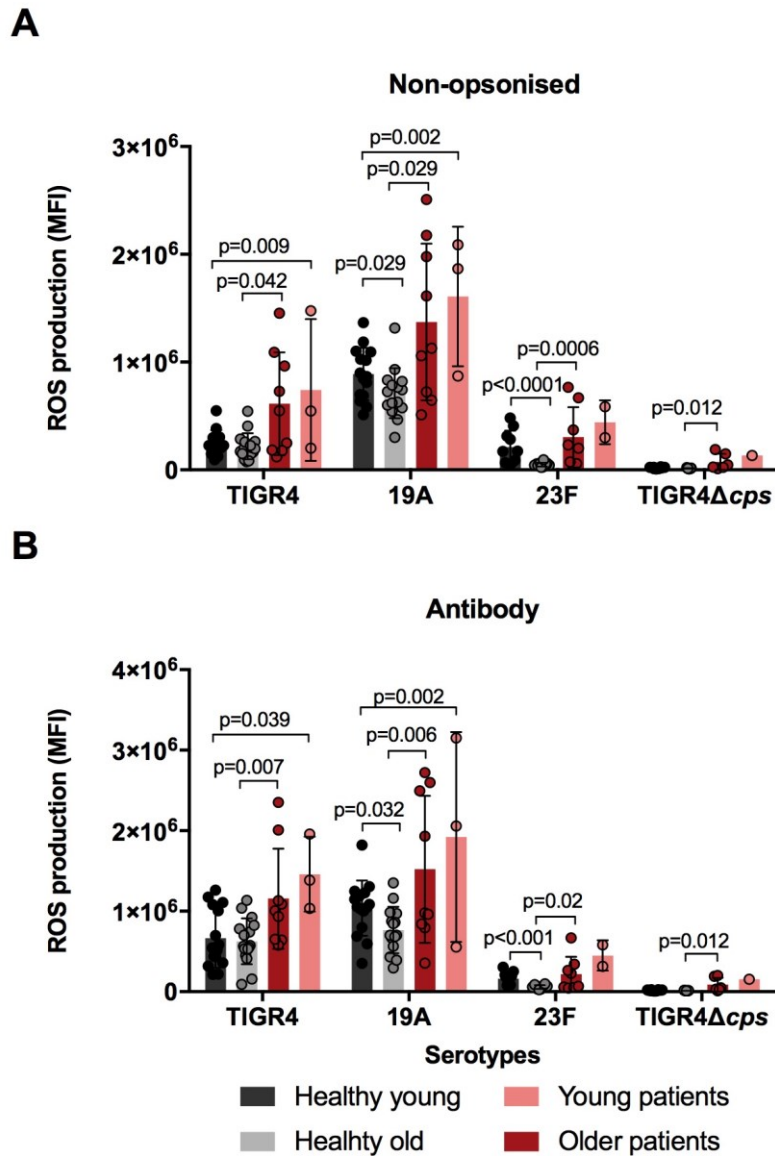 A
Non-opsonised
ROS production (MFI)
3×10⁶
2×10⁶
1×10⁶
0
p=0.009
p=0.042
p=0.002
p=0.029
p=0.029
p=0.0006
p<0.0001
p=0.012
TIGR4 19A 23F TIGR4Δcps
B
Antibody
ROS production (MFI)
4×10⁶
3×10⁶
2×10⁶
1×10⁶
0
p=0.039
p=0.007
p=0.002
p=0.006
p=0.032
p=0.02
p<0.001
p=0.012
TIGR4 19A 23F TIGR4Δcps
Serotypes
Healthy young Young patients
Healhty old Older patients